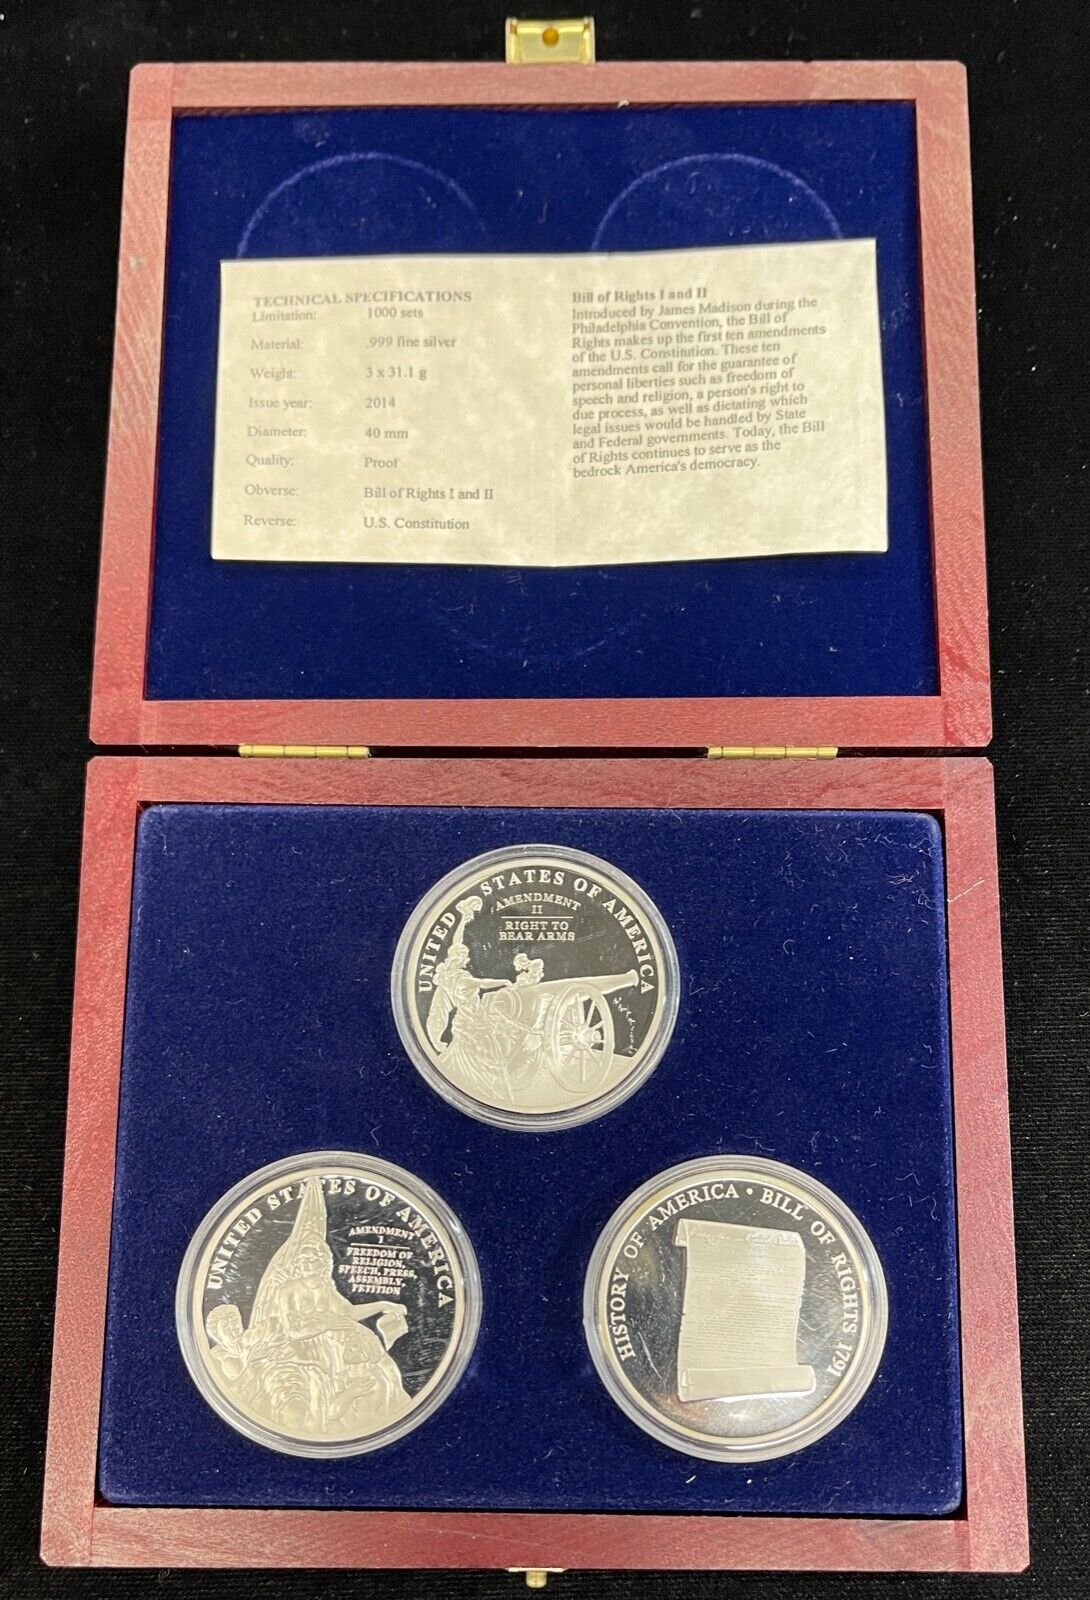 TECHNICAL SPECIFICATIONS
Limitation: 1000 sets
Material: .999 fine silver
Weight: 3 x 31.1 g
Issue year: 2014
Diameter: 40 mm
Quality: Proof
Obverse: Bill of Rights I and II
Reverse: U.S. Constitution
Bill of Rights I and II
Introduced by James Madison during the
Philadelphia Convention, the Bill of
Rights makes up the first ten amendments
of the U.S. Constitution. These ten
amendments call for the guarantee of
personal liberties such as freedom of
speech and religion, a person's right to
due process, as well as dictating which
legal issues would be handled by State
and Federal governments. Today, the Bill
of Rights continues to serve as the
bedrock America's democracy.
UNITED STATES OF AMERICA
AMENDMENT
II
RIGHT TO
BEAR ARMS
UNITED STATES OF AMERICA
AMENDMENT
I
FREEDOM OF
RELIGION,
SPEECH, PRESS,
ASSEMBLY,
PETITION
HISTORY OF AMERICA • BILL OF RIGHTS 1791